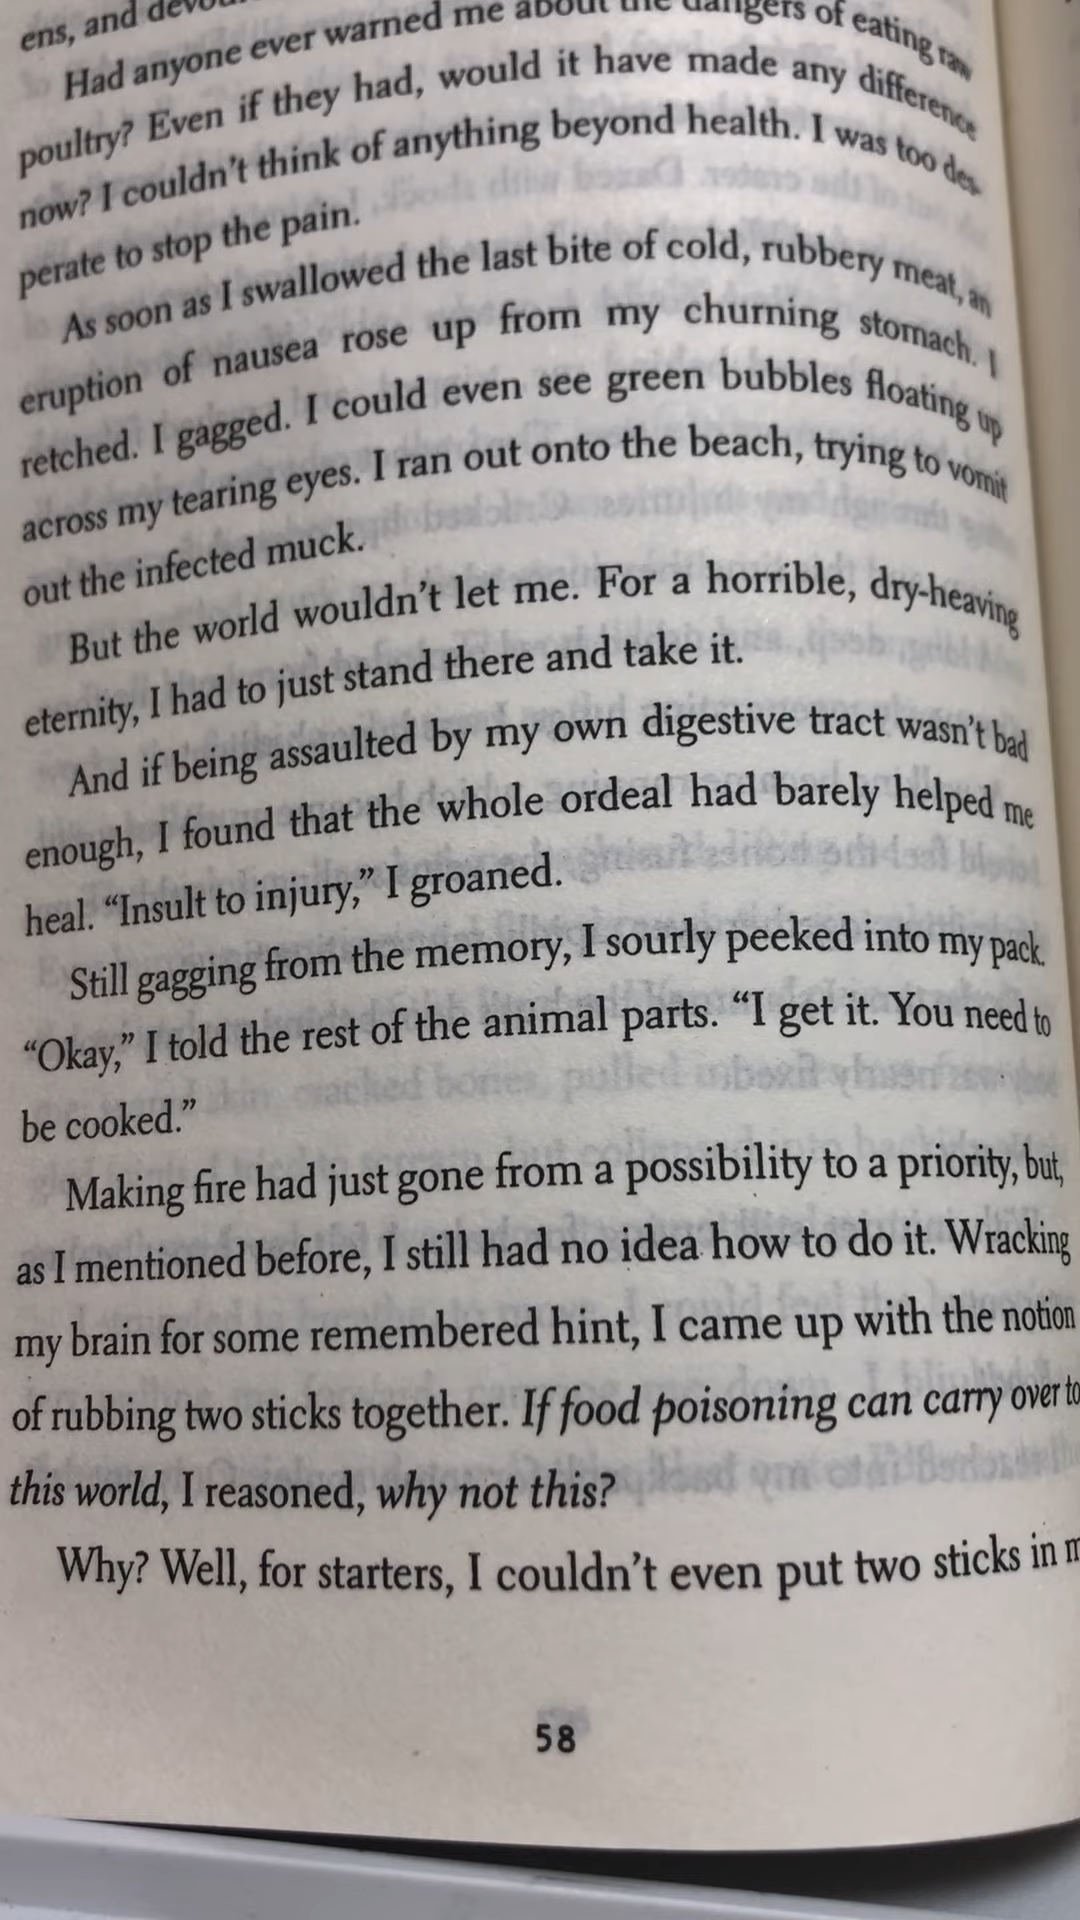 ens, and
Had anyone ever warned me about the dangers of eating raw
poultry? Even if they had, would it have made any difference
now? I couldn't think of anything beyond health. I was too des-
perate to stop the pain.
As soon as I swallowed the last bite of cold, rubbery meat, an
eruption of nausea rose up from my churning stomach. I
retched. I gagged. I could even see green bubbles floating up
across my tearing eyes. I ran out onto the beach, trying to vomit
out the infected muck.
But the world wouldn't let me. For a horrible, dry-heaving
eternity, I had to just stand there and take it.
And if being assaulted by my own digestive tract wasn't bad
enough, I found that the whole ordeal had barely helped me
heal. “Insult to injury,” I groaned.
Still gagging from the memory, I sourly peeked into my pack.
“Okay,” I told the rest of the animal parts. “I get it. You need to
be cooked.”
Making fire had just gone from a possibility to a priority, but,
as I mentioned before, I still had no idea how to do it. Wracking
my brain for some remembered hint, I came up with the notion
of rubbing two sticks together. If food poisoning can carry over to
this world, I reasoned, why not this?
Why? Well, for starters, I couldn't even put two sticks in
58